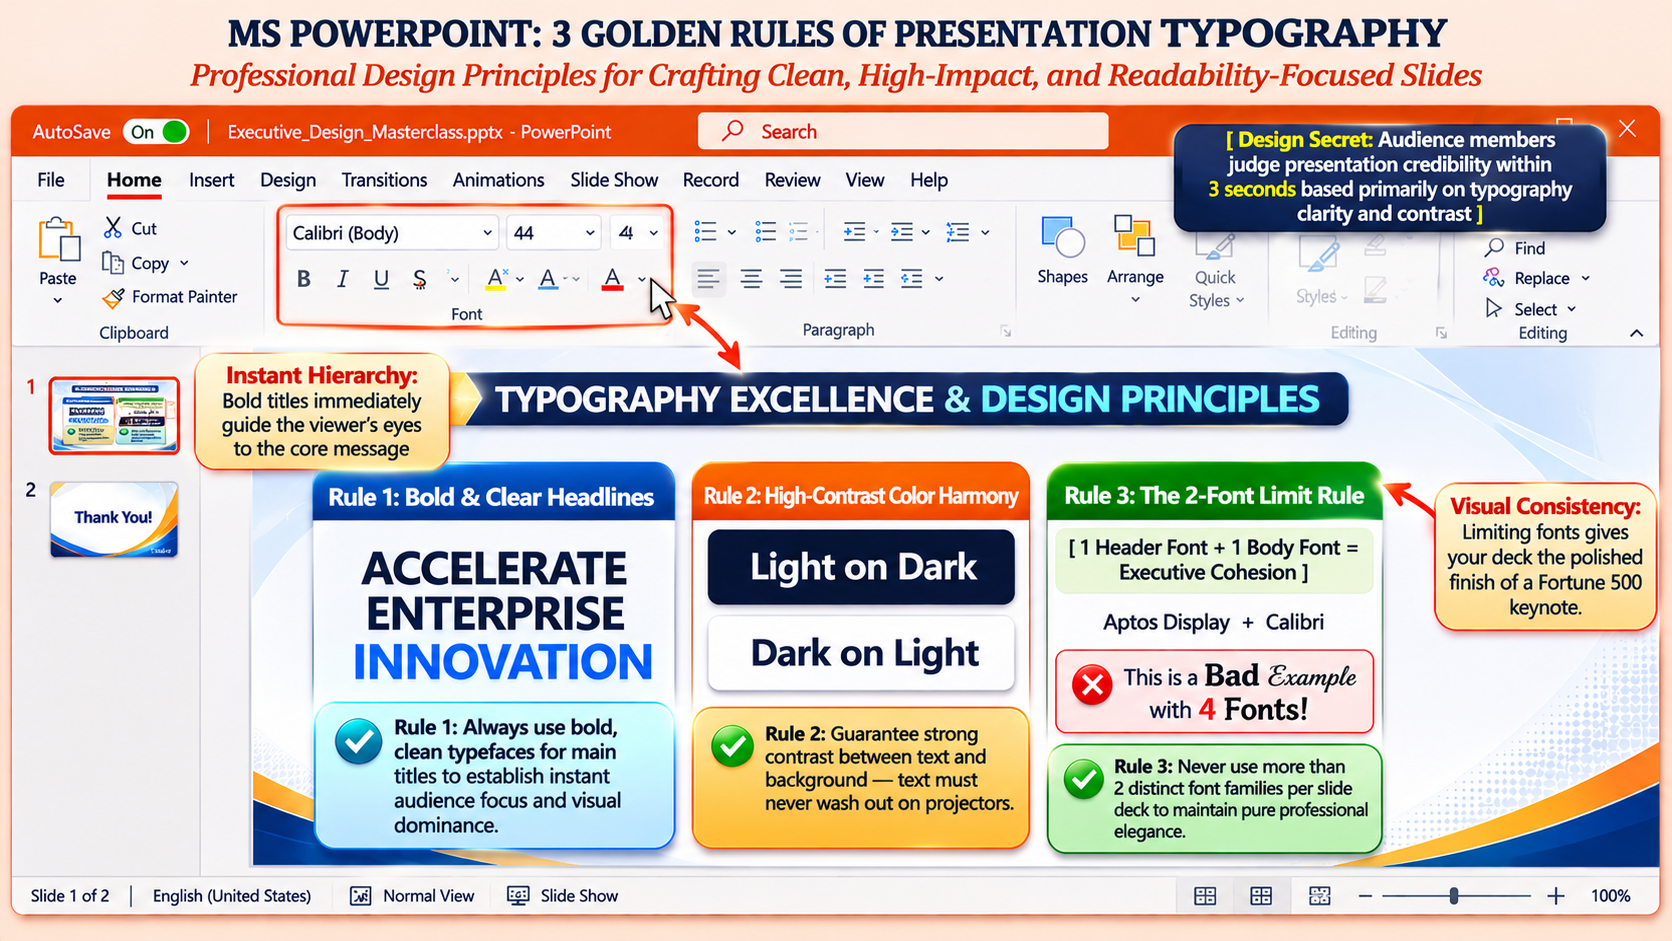 MS POWERPOINT: 3 GOLDEN RULES OF PRESENTATION TYPOGRAPHY
Professional Design Principles for Crafting Clean, High-Impact, and Readability-Focused Slides
AutoSave On Executive_Design_Masterclass.pptx - PowerPoint Search
[ Design Secret: Audience members
judge presentation credibility within
3 seconds based primarily on typography
clarity and contrast ]
File Home Insert Design Transitions Animations Slide Show Record Review View Help
Paste
Cut
Copy
Format Painter
Clipboard
Calibri (Body) 44
B I U S A A A
Font
Paragraph
Shapes
Arrange
Quick
Styles
Styles
Editing
Find
Replace
Select
Editing
1
2
Thank You!
Instant Hierarchy:
Bold titles immediately
guide the viewer's eyes
to the core message
TYPOGRAPHY EXCELLENCE & DESIGN PRINCIPLES
Rule 1: Bold & Clear Headlines
ACCELERATE
ENTERPRISE
INNOVATION
Rule 1: Always use bold,
clean typefaces for main
titles to establish instant
audience focus and visual
dominance.
Rule 2: High-Contrast Color Harmony
Light on Dark
Dark on Light
Rule 2: Guarantee strong
contrast between text and
background — text must
never wash out on projectors.
Rule 3: The 2-Font Limit Rule
[ 1 Header Font + 1 Body Font =
Executive Cohesion ]
Aptos Display + Calibri
This is a Bad Example
with 4 Fonts!
Rule 3: Never use more than
2 distinct font families per slide
deck to maintain pure professional
elegance.
Visual Consistency:
Limiting fonts gives
your deck the polished
finish of a Fortune 500
keynote.
Slide 1 of 2 English (United States) Normal View Slide Show 100%